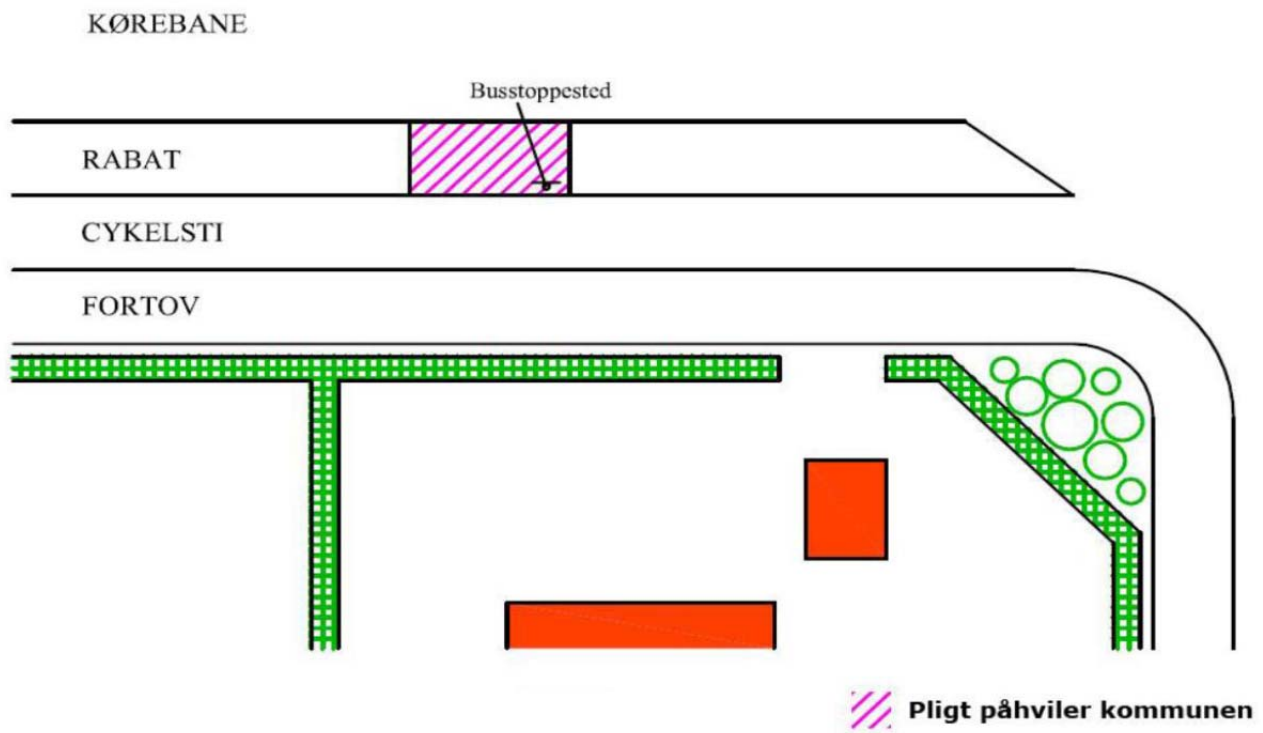 KØREBANE
Busstoppested
RABAT
CYKELSTI
FORTOV
Pligt påhviler kommunen